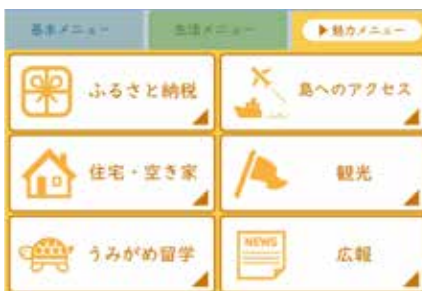 基本メニュー
生活メニュー
▶魅力メニュー
ふるさと納税
島へのアクセス
住宅・空き家
観光
うみがめ留学
NEWS
広報